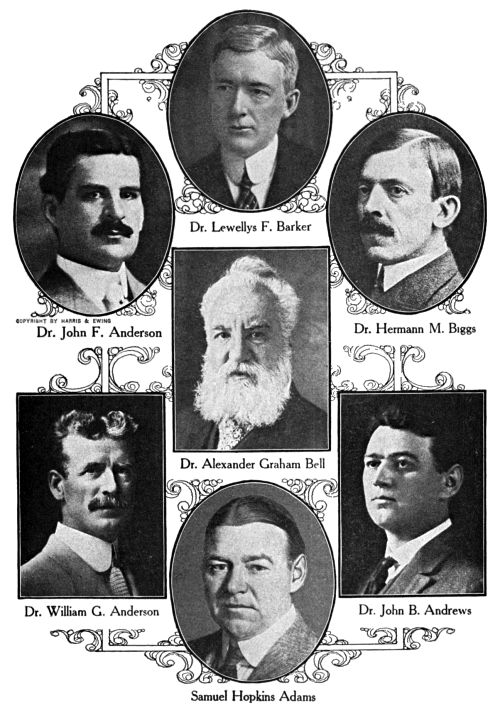 Dr. Lewellys F. Barker
COPYRIGHT BY HARRIS & EWING
Dr. John F. Anderson
Dr. Hermann M. Biggs
Dr. Alexander Graham Bell
Dr. William G. Anderson
Dr. John B. Andrews
Samuel Hopkins Adams